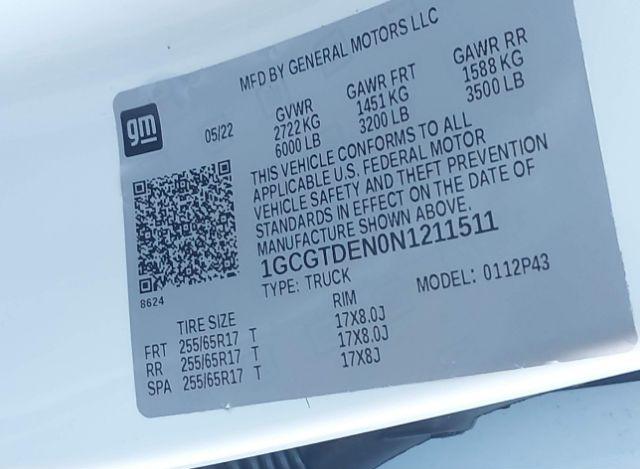 MFD BY GENERAL MOTORS LLC
gm
05/22
GVWR GAWR FRT GAWR RR
2722 KG 1451 KG 1588 KG
6000 LB 3200 LB 3500 LB
THIS VEHICLE CONFORMS TO ALL
APPLICABLE U.S. FEDERAL MOTOR
VEHICLE SAFETY AND THEFT PREVENTION
STANDARDS IN EFFECT ON THE DATE OF
MANUFACTURE SHOWN ABOVE.
1GCGTDEN0N1211511
8624
TYPE: TRUCK MODEL: 0112P43
TIRE SIZE RIM
FRT 255/65R17 T 17X8.0J
RR 255/65R17 T 17X8.0J
SPA 255/65R17 T 17X8J